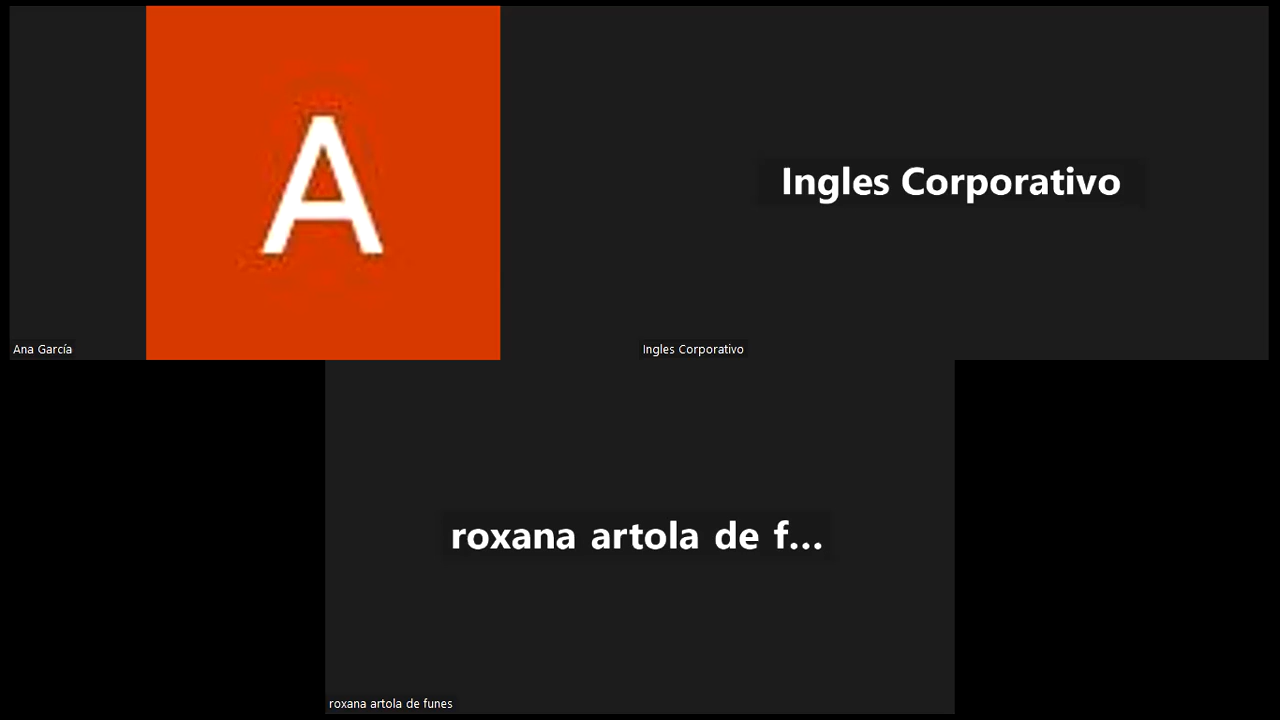 A
Ingles Corporativo
Ana García
Ingles Corporativo
roxana artola de f...
roxana artola de funes